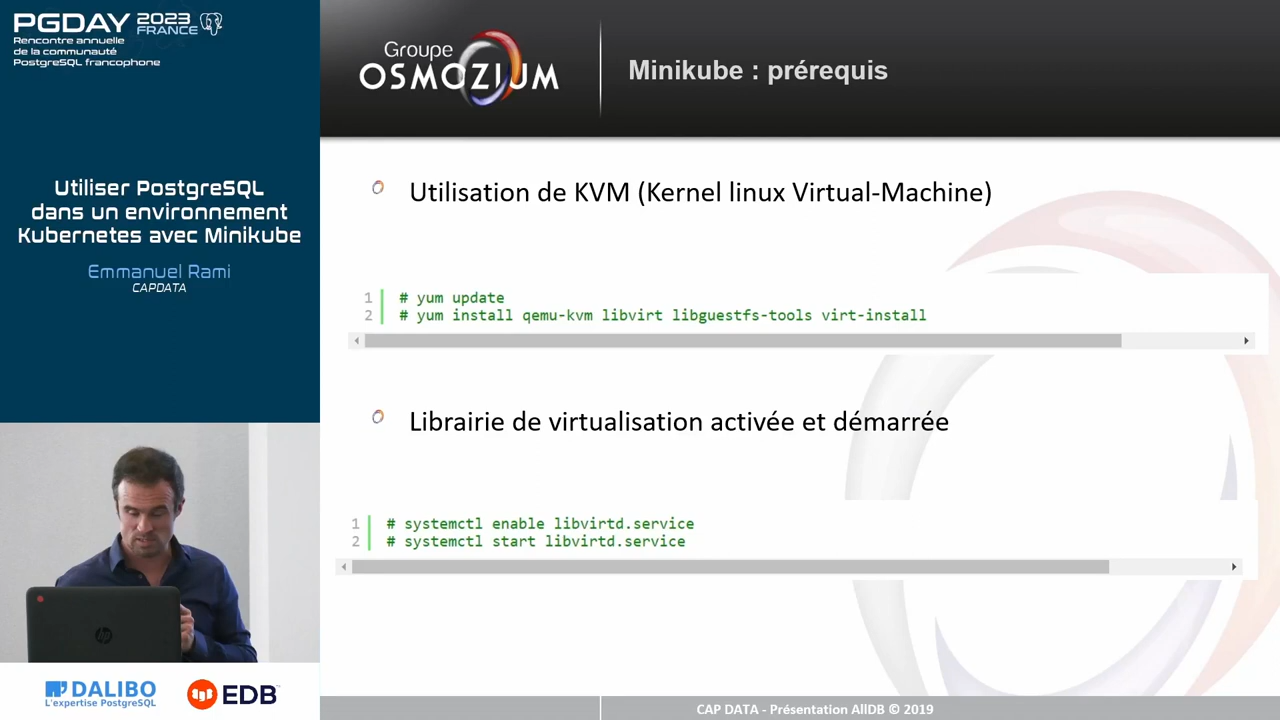 PGDAY 2023 FRANCE
Rencontre annuelle
de la communauté
PostgreSQL francophone
Utiliser PostgreSQL
dans un environnement
Kubernetes avec Minikube
Emmanuel Rami
CAPDATA
DALIBO
L'expertise PostgreSQL
EDB
hp
Groupe
OSMOZIUM
Minikube : prérequis
Utilisation de KVM (Kernel linux Virtual-Machine)
1 # yum update
2 # yum install qemu-kvm libvirt libguestfs-tools virt-install
Librairie de virtualisation activée et démarrée
1 # systemctl enable libvirtd.service
2 # systemctl start libvirtd.service
CAP DATA - Présentation AllDB © 2019